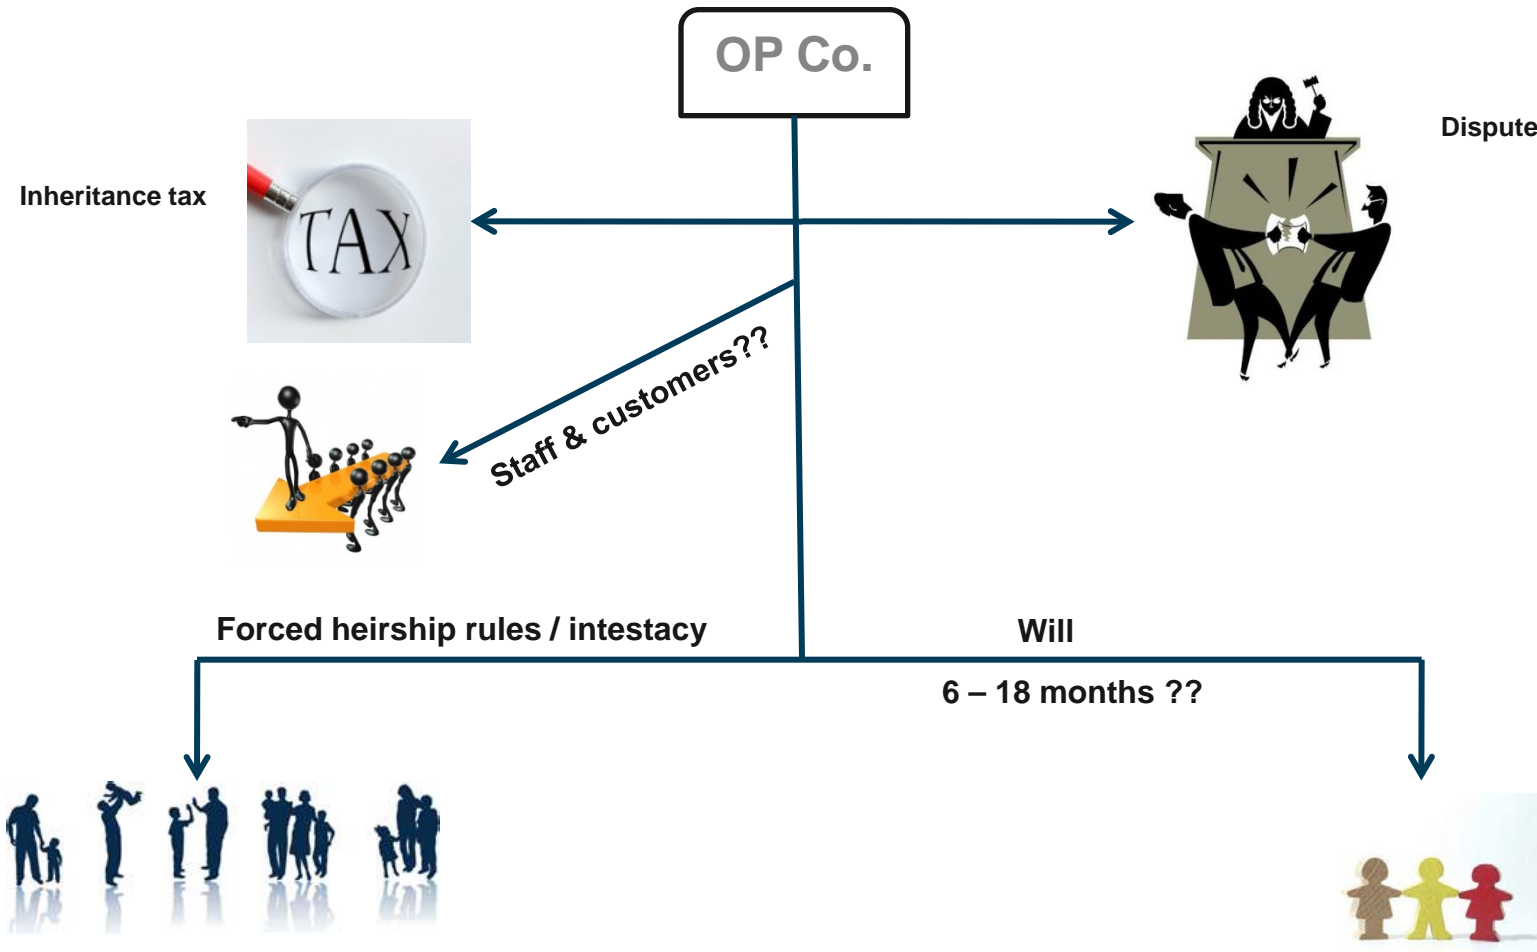 OP Co.
Dispute
Inheritance tax
TAX
Staff & customers??
Forced heirship rules / intestacy
Will
6 – 18 months ??